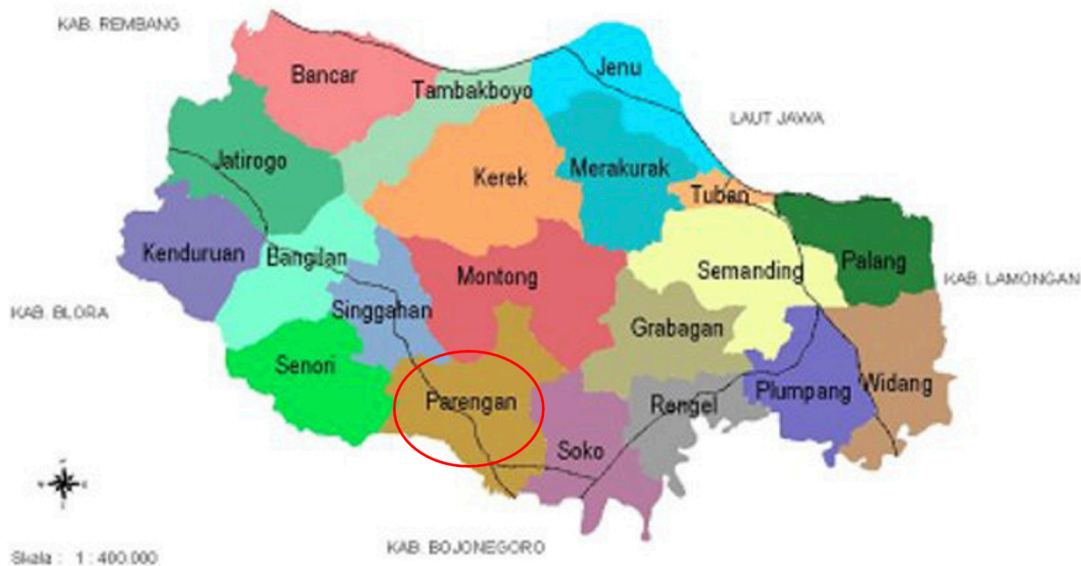 KAB. REMBANG
Jenu
Bancar
Tambakboyo
LAUT JAWA
Jatirogo
Kerek
Merakurak
Tuban
Kenduruan
Bangilan
Montong
Semanding
Palang
KAB. LAMONGAN
KAB. BLORA
Singgahan
Grabagan
Senori
Parengan
Rengel
Plumpang
Widang
Soko
KAB. BOJONEGORO
Skala : 1 : 400.000